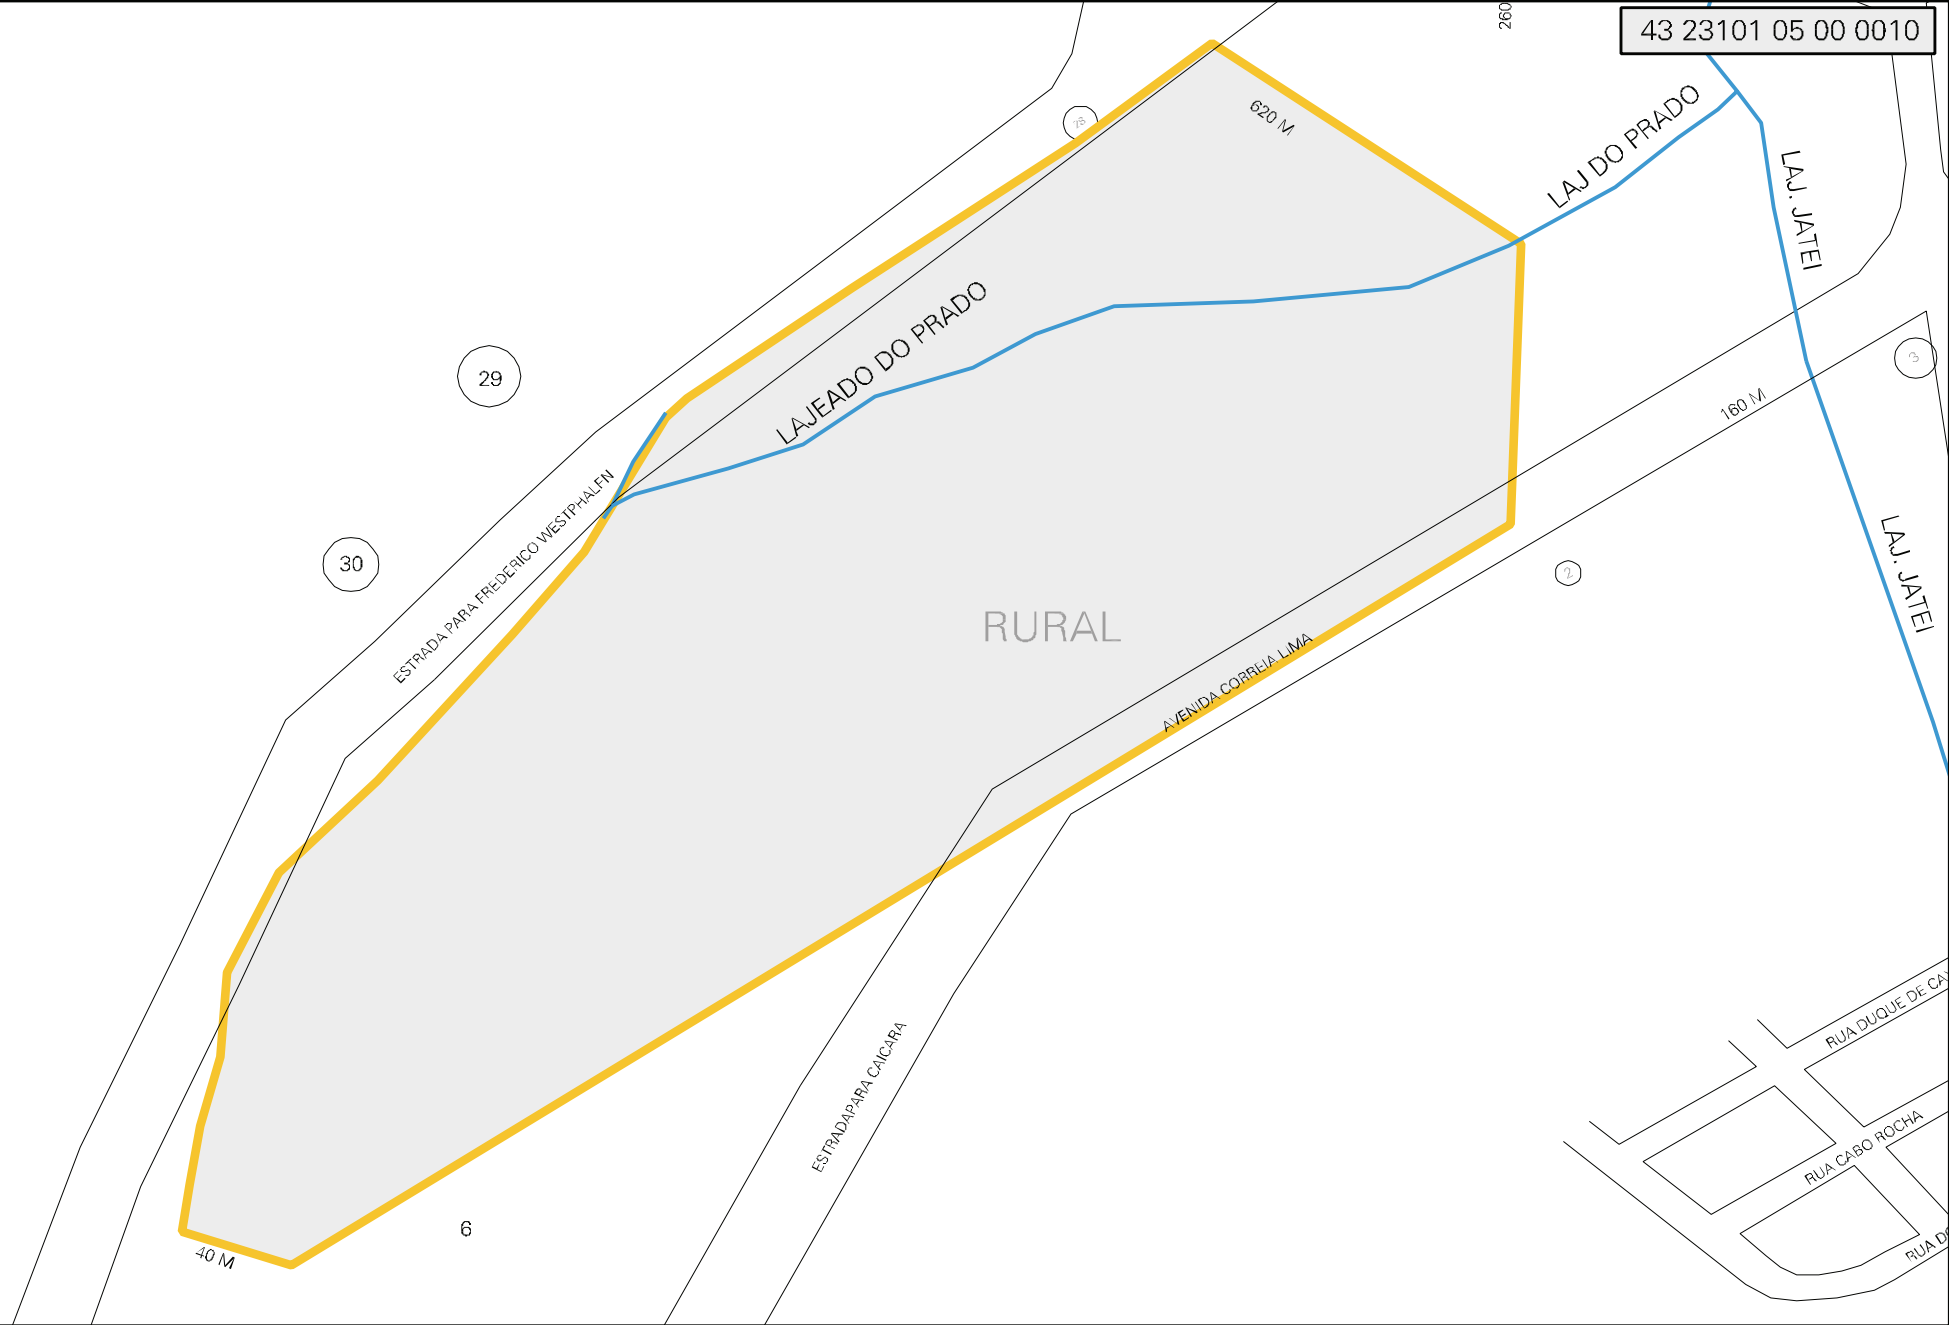 260
43 23101 05 00 0010
620 M
LAJ DO PRADO
LAJ. JATEI
LAJEADO DO PRADO
29
3
160 M
ESTRADA PARA FREDERICO WESTPHALFN
30
2
LAJ. JATEI
RURAL
AVENIDA CORREIA LIMA
ESTRADAPARA CAICARA
RUA DUQUE DE CA
RUA CABO ROCHA
6
40 M
RUA D